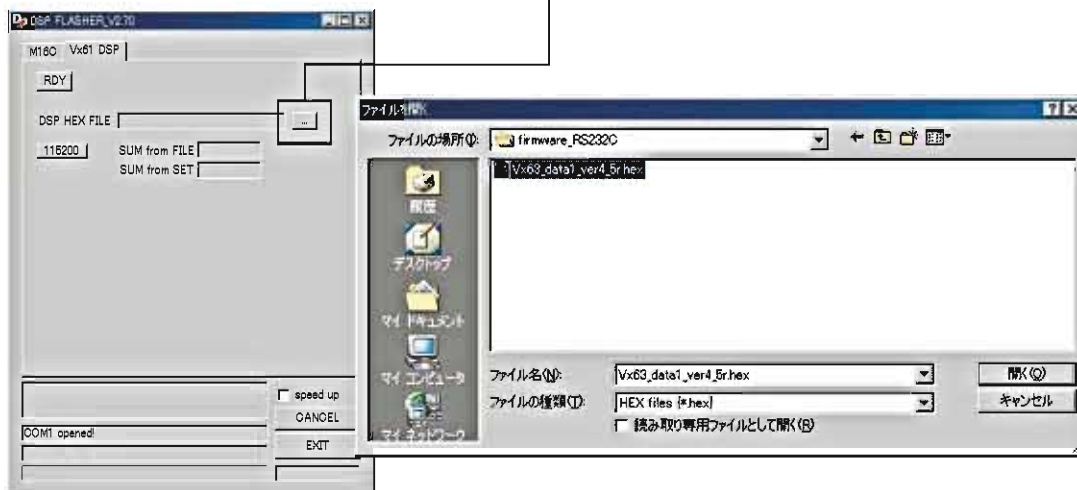 DSP FLASHER_V2.70
M16C Vx61 DSP
RDY
DSP HEX FILE ...
115200 SUM from FILE
SUM from SET
speed up
CANCEL
COM1 opened!
EXIT
ファイルを開く
ファイルの場所(I): firmware_RS232C
Vx63_data1_ver4_5r.hex
履歴
デスクトップ
マイ ドキュメント
マイ コンピュータ
マイ ネットワーク
ファイル名(N): Vx63_data1_ver4_5r.hex 開く(O)
ファイルの種類(T): HEX files (*.hex) キャンセル
読み取り専用ファイルとして開く(R)